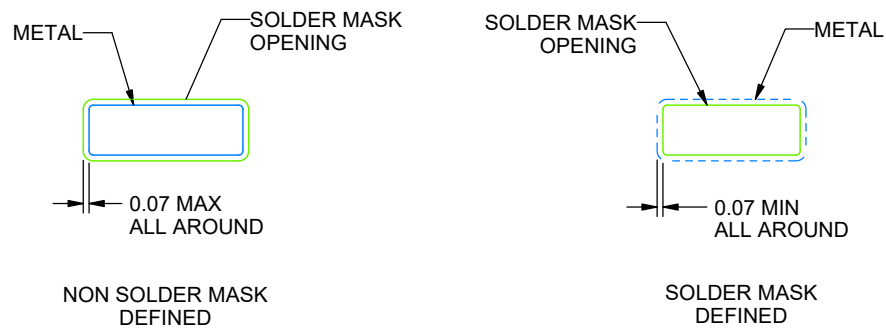 METAL
SOLDER MASK
OPENING
0.07 MAX
ALL AROUND
NON SOLDER MASK
DEFINED
SOLDER MASK
OPENING
METAL
0.07 MIN
ALL AROUND
SOLDER MASK
DEFINED